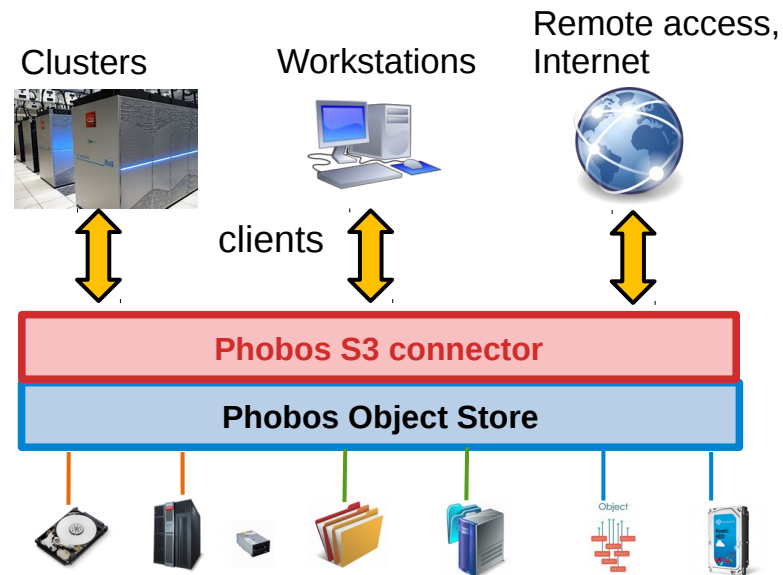 Clusters
Workstations
Remote access,
Internet
clients
Phobos S3 connector
Phobos Object Store
Object